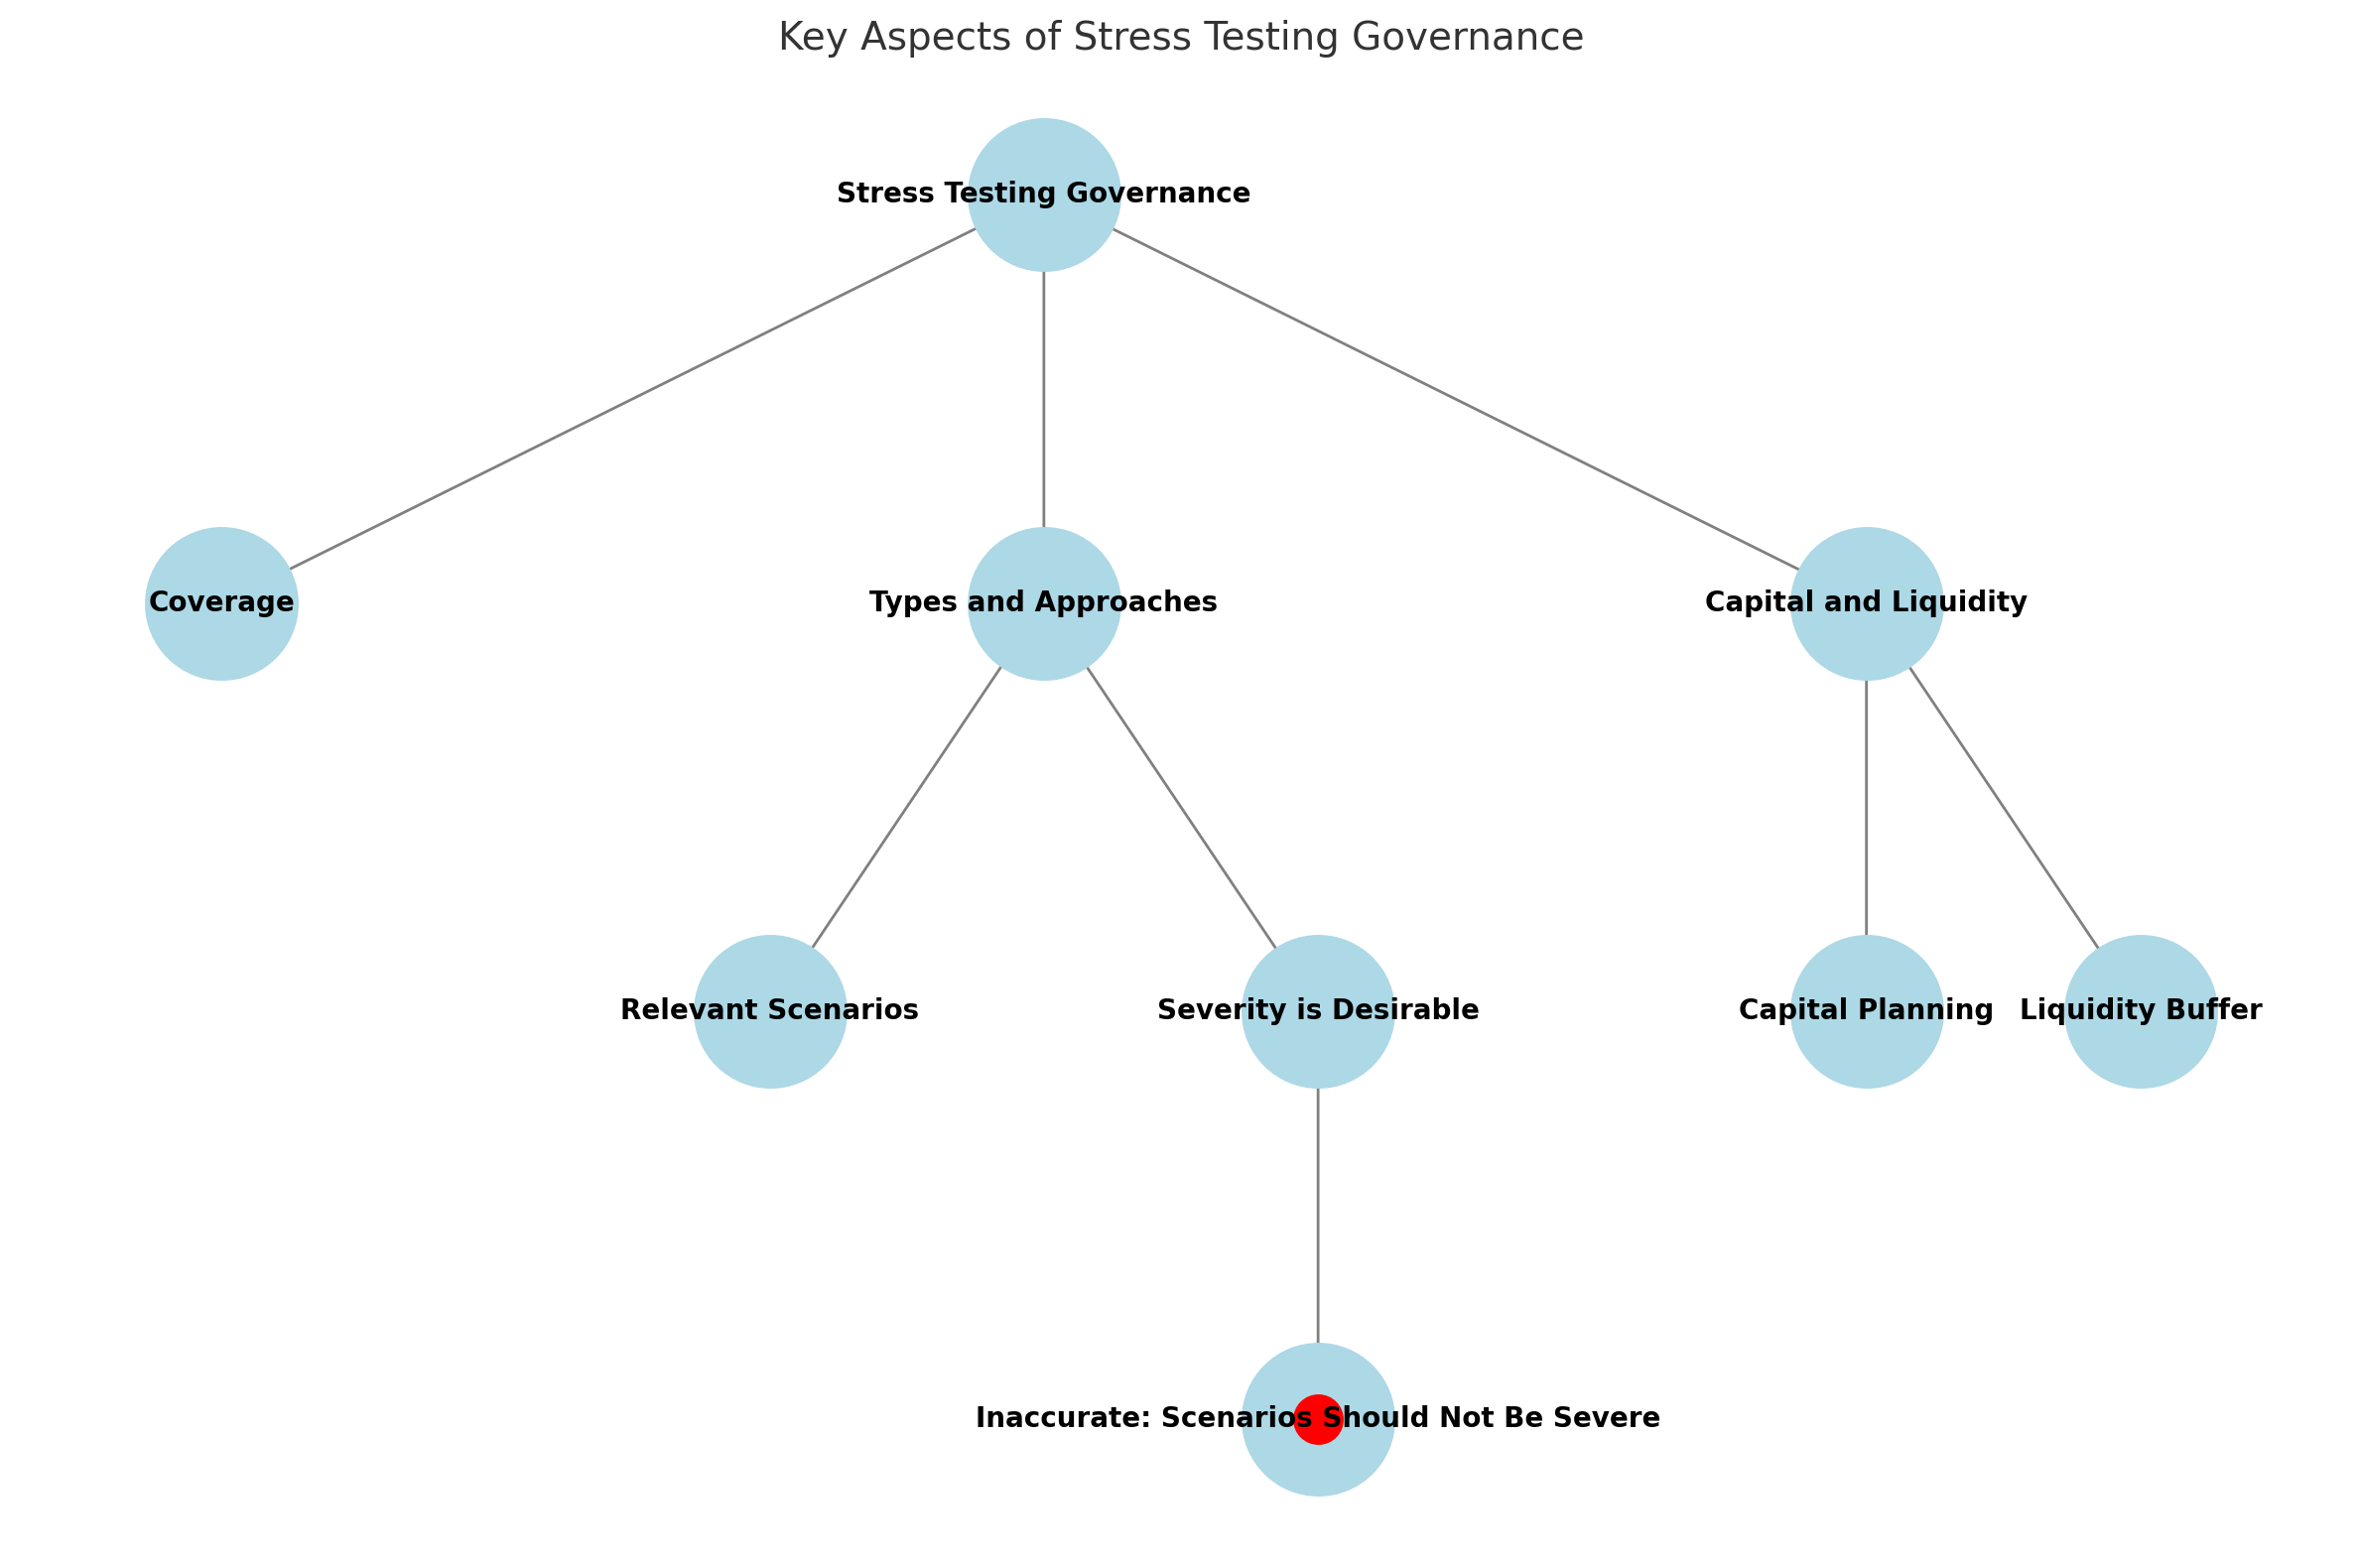 Key Aspects of Stress Testing Governance
Stress Testing Governance
Coverage
Types and Approaches
Capital and Liquidity
Relevant Scenarios
Severity is Desirable
Capital Planning
Liquidity Buffer
Inaccurate: Scenarios Should Not Be Severe